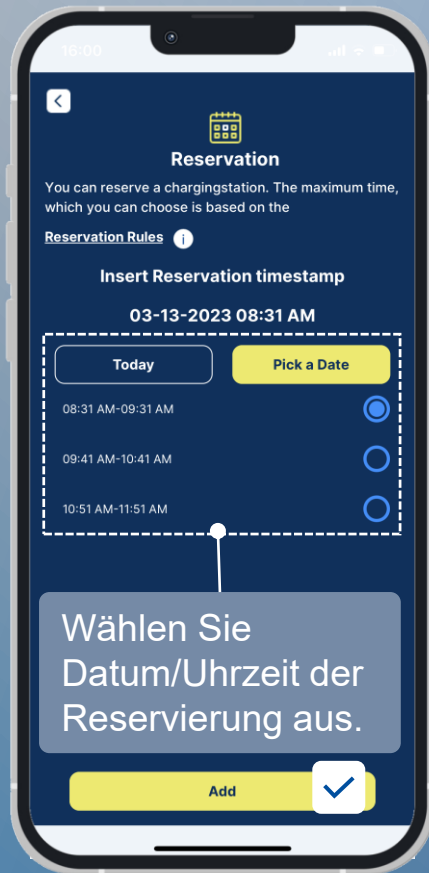 16:00
Reservation
You can reserve a chargingstation. The maximum time,
which you can choose is based on the
Reservation Rules i
Insert Reservation timestamp
03-13-2023 08:31 AM
Today Pick a Date
08:31 AM-09:31 AM
09:41 AM-10:41 AM
10:51 AM-11:51 AM
Wählen Sie
Datum/Uhrzeit der
Reservierung aus.
Add